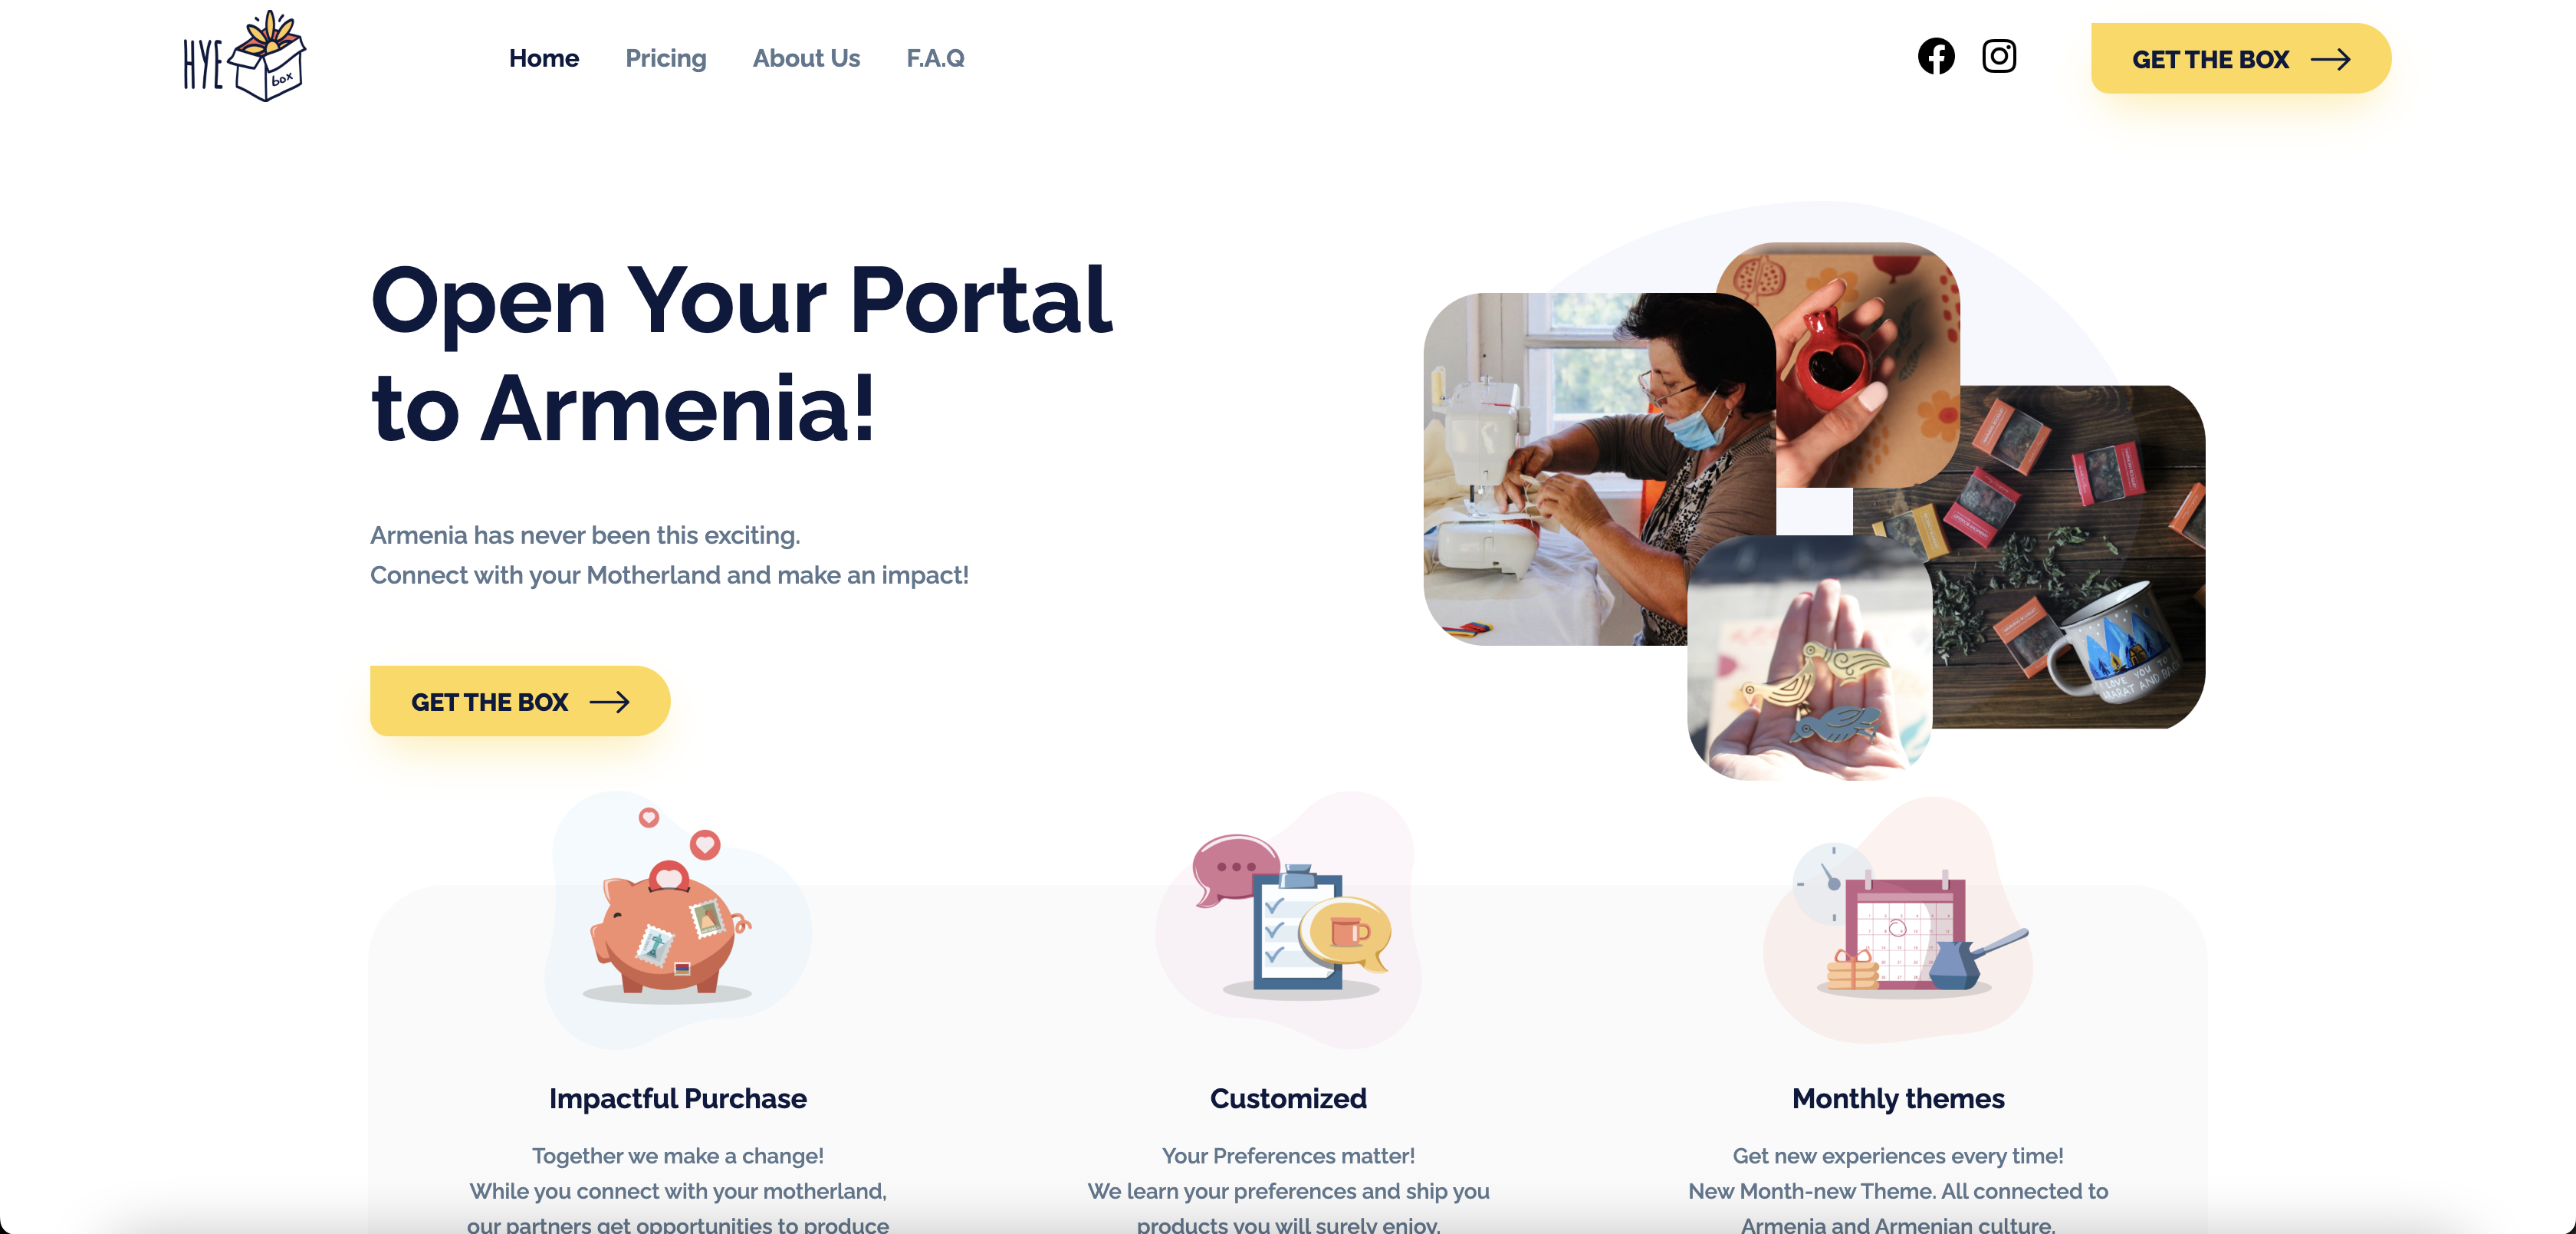 HYE
box
Home
Pricing
About Us
F.A.Q
GET THE BOX
Open Your Portal
to Armenia!
Armenia has never been this exciting.
Connect with your Motherland and make an impact!
GET THE BOX
I LOVE YOU TO
Impactful Purchase
Together we make a change!
While you connect with your motherland,
our partners get opportunities to produce
Customized
Your Preferences matter!
We learn your preferences and ship you
products you will surely enjoy.
Monthly themes
Get new experiences every time!
New Month-new Theme. All connected to
Armenia and Armenian culture.